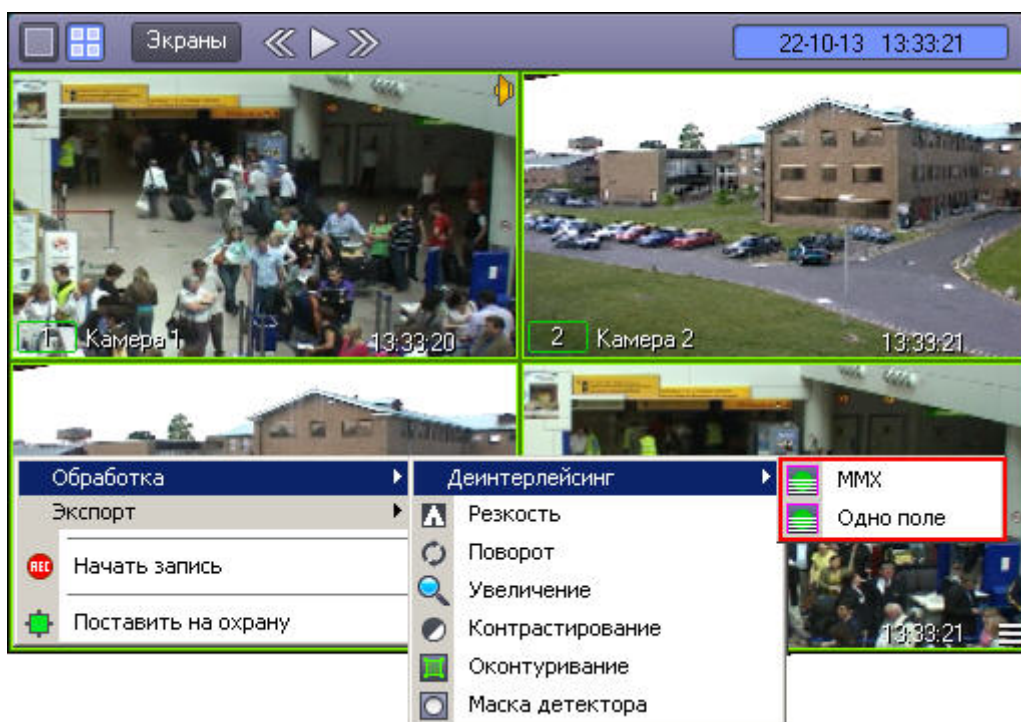 Экраны
22-10-13 13:33:21
1 Камера 1 13:33:20
2 Камера 2 13:33:21
Обработка
Экспорт
REC Начать запись
Поставить на охрану
Деинтерлейсинг
Резкость
Поворот
Увеличение
Контрастирование
Оконтуривание
Маска детектора
MMX
Одно поле
13:33:21